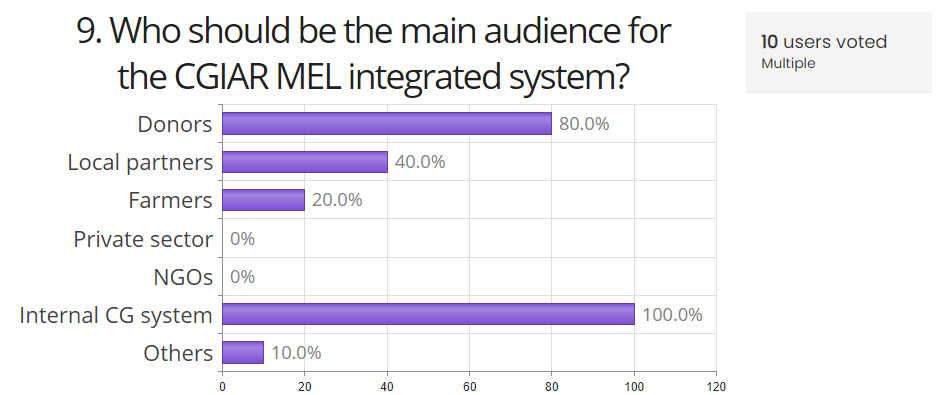 9. Who should be the main audience for
the CGIAR MEL integrated system?
10 users voted
Multiple
Donors 80.0%
Local partners 40.0%
Farmers 20.0%
Private sector 0%
NGOs 0%
Internal CG system 100.0%
Others 10.0%
0 20 40 60 80 100 120